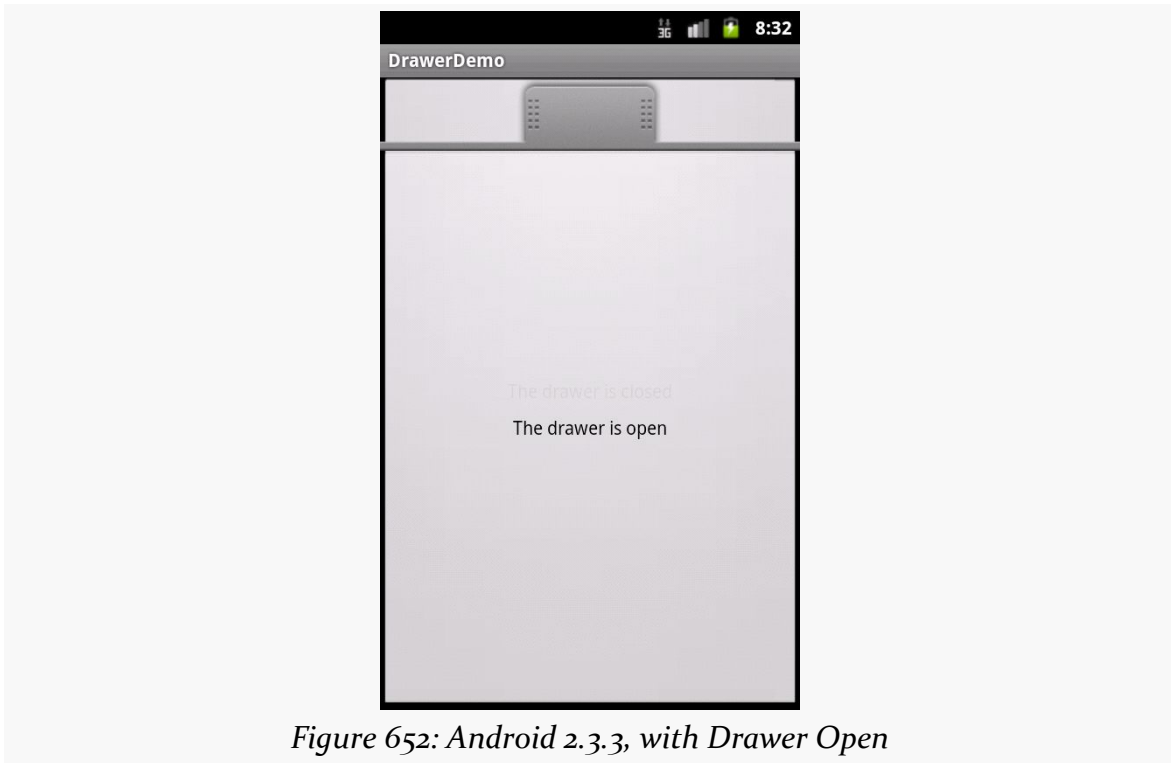 3G 8:32
DrawerDemo
The drawer is closed
The drawer is open
Figure 652: Android 2.3.3, with Drawer Open